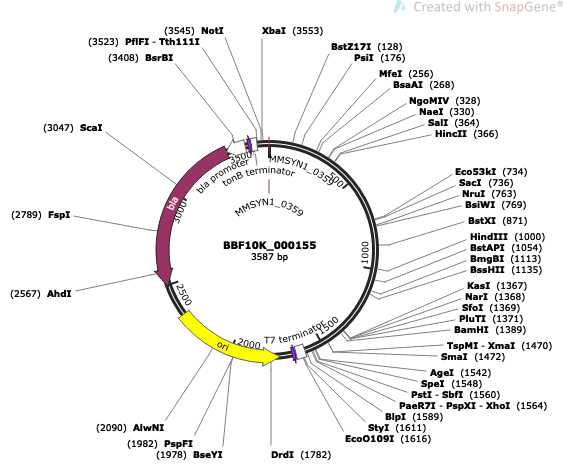 Created with SnapGene®
(3545) NotI
XbaI (3553)
(3523) PflFI - Tth111I
(3408) BsrBI
BstZ17I (128)
PsiI (176)
MfeI (256)
BsaAI (268)
NgoMIV (328)
NaeI (330)
SalI (364)
HincII (366)
(3047) ScaI
(2789) FspI
(2567) AhdI
Eco53kI (734)
SacI (736)
NruI (763)
BsiWI (769)
BstXI (871)
HindIII (1000)
BstAPI (1054)
BmgBI (1113)
BssHII (1135)
KasI (1367)
NarI (1368)
SfoI (1369)
PluTI (1371)
BamHI (1389)
TspMI - XmaI (1470)
SmaI (1472)
AgeI (1542)
SpeI (1548)
PstI - SbfI (1560)
PaeR7I - PspXI - XhoI (1564)
BlpI (1589)
StyI (1611)
EcoO109I (1616)
DrdI (1782)
(2090) AlwNI
(1982) PspFI
(1978) BseYI
3500
MMSYN1_0359
500
bla promoter
tonB terminator
MMSYN1_0359
bla
3000
BBF10K_000155
3587 bp
1000
2500
T7 terminator
1500
2000
ori